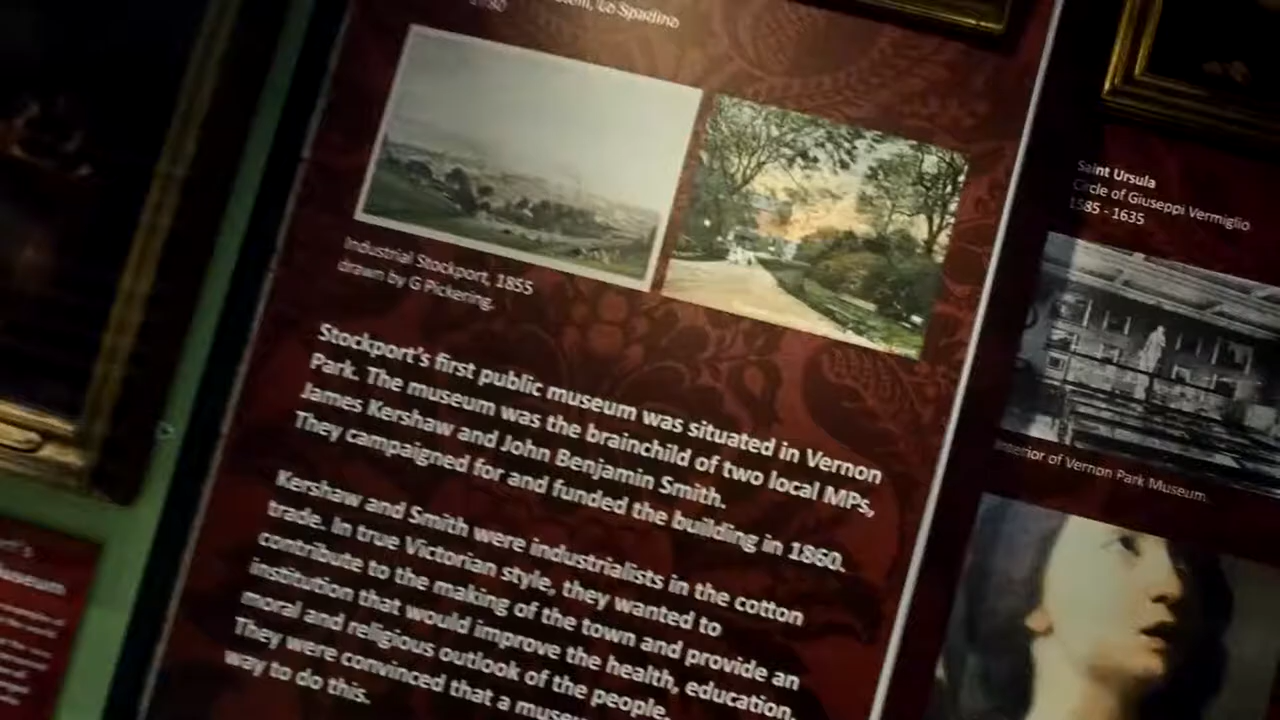 La Spadino
Industrial Stockport, 1855
drawn by G Pickering.
Stockport's first public museum was situated in Vernon
Park. The museum was the brainchild of two local MPs,
James Kershaw and John Benjamin Smith.
They campaigned for and funded the building in 1860.
Kershaw and Smith were industrialists in the cotton
trade. In true Victorian style, they wanted to
contribute to the making of the town and provide an
institution that would improve the health, education,
moral and religious outlook of the people.
They were convinced that a
way to do this.
Saint Ursula
Circle of Giuseppi Vermiglio
1585 - 1635
of Vernon Park Museum